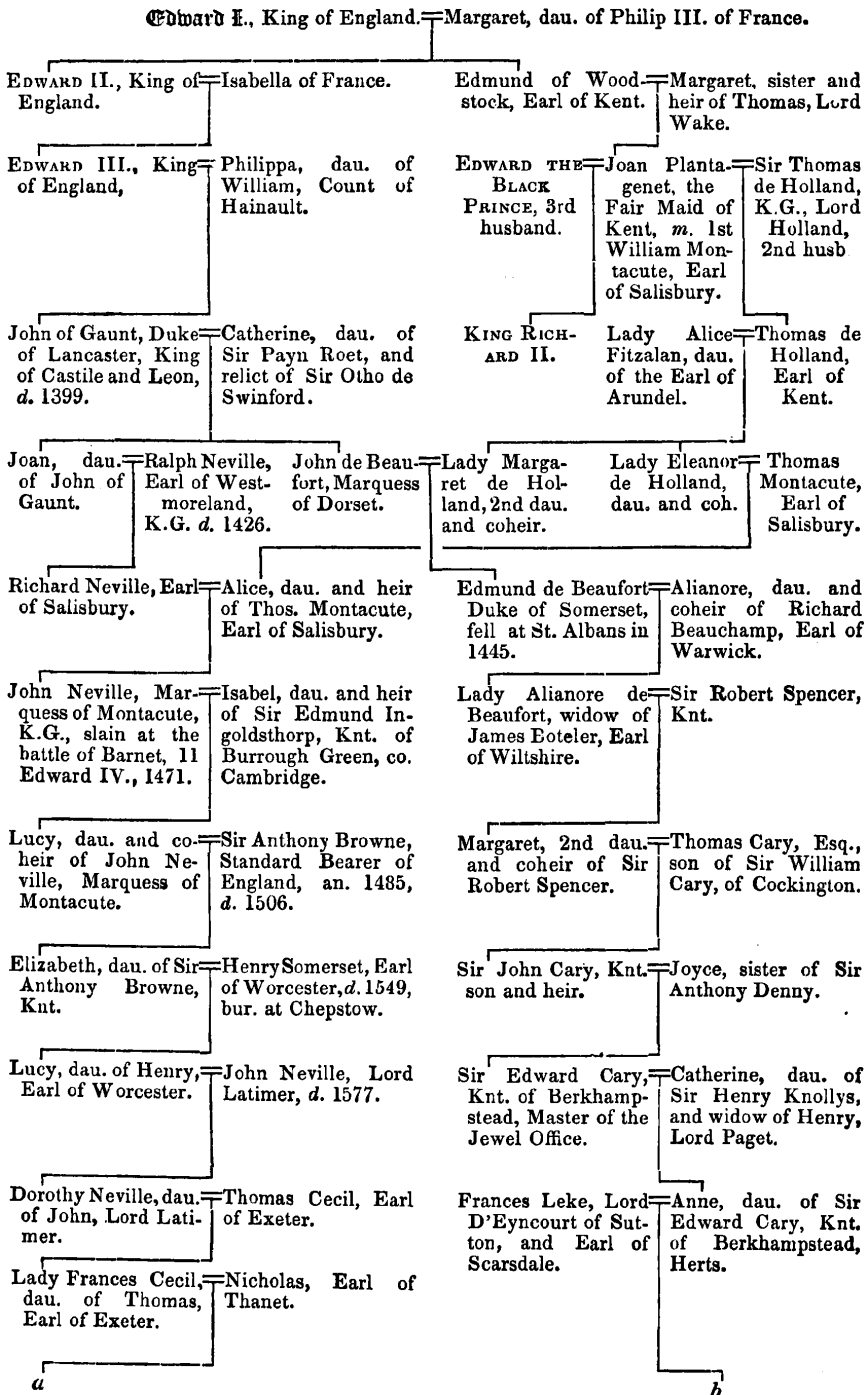 Edward I., King of England.=Margaret, dau. of Philip III. of France.
EDWARD II., King of
England.
Isabella of France.
Edmund of Wood-
stock, Earl of Kent.
Margaret, sister and
heir of Thomas, Lord
Wake.
EDWARD III., King
of England,
Philippa, dau. of
William, Count of
Hainault.
EDWARD THE
BLACK
PRINCE, 3rd
husband.
Joan Planta-
genet, the
Fair Maid of
Kent, m. 1st
William Mon-
tacute, Earl
of Salisbury.
Sir Thomas
de Holland,
K.G., Lord
Holland,
2nd husb
John of Gaunt, Duke
of Lancaster, King
of Castile and Leon,
d. 1399.
Catherine, dau. of
Sir Payn Roet, and
relict of Sir Otho de
Swinford.
KING RICH-
ARD II.
Lady Alice
Fitzalan, dau.
of the Earl of
Arundel.
Thomas de
Holland,
Earl of
Kent.
Joan, dau.
of John of
Gaunt.
Ralph Neville,
Earl of West-
moreland,
K.G. d. 1426.
John de Beau-
fort, Marquess
of Dorset.
Lady Marga-
ret de Hol-
land, 2nd dau.
and coheir.
Lady Eleanor
de Holland,
dau. and coh.
Thomas
Montacute,
Earl of
Salisbury.
Richard Neville, Earl
of Salisbury.
Alice, dau. and heir
of Thos. Montacute,
Earl of Salisbury.
Edmund de Beaufort
Duke of Somerset,
fell at St. Albans in
1445.
Alianore, dau. and
coheir of Richard
Beauchamp, Earl of
Warwick.
John Neville, Mar-
quess of Montacute,
K.G., slain at the
battle of Barnet, 11
Edward IV., 1471.
Isabel, dau. and heir
of Sir Edmund In-
goldsthorp, Knt. of
Burrough Green, co.
Cambridge.
Lady Alianore de
Beaufort, widow of
James Boteler, Earl
of Wiltshire.
Sir Robert Spencer,
Knt.
Lucy, dau. and co-
heir of John Ne-
ville, Marquess of
Montacute.
Sir Anthony Browne,
Standard Bearer of
England, an. 1485,
d. 1506.
Margaret, 2nd dau.
and coheir of Sir
Robert Spencer.
Thomas Cary, Esq.,
son of Sir William
Cary, of Cockington.
Elizabeth, dau. of Sir
Anthony Browne,
Knt.
Henry Somerset, Earl
of Worcester, d. 1549,
bur. at Chepstow.
Sir John Cary, Knt.
son and heir.
Joyce, sister of Sir
Anthony Denny.
Lucy, dau. of Henry,
Earl of Worcester.
John Neville, Lord
Latimer, d. 1577.
Sir Edward Cary,
Knt. of Berkhamp-
stead, Master of the
Jewel Office.
Catherine, dau. of
Sir Henry Knollys,
and widow of Henry,
Lord Paget.
Dorothy Neville, dau.
of John, Lord Lati-
mer.
Thomas Cecil, Earl
of Exeter.
Frances Leke, Lord
D'Eyncourt of Sut-
ton, and Earl of
Scarsdale.
Anne, dau. of Sir
Edward Cary, Knt.
of Berkhampstead,
Herts.
Lady Frances Cecil,
dau. of Thomas,
Earl of Exeter.
Nicholas, Earl of
Thanet.
a
b